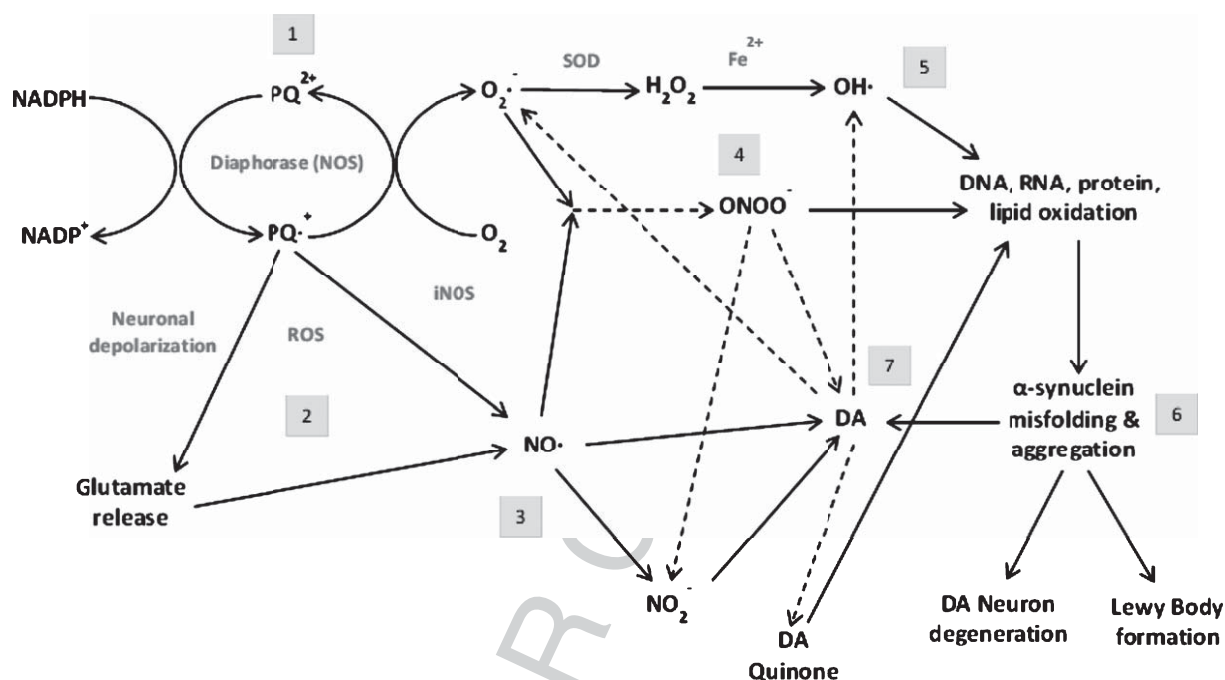 1
NADPH
PQ2+
O2·-
SOD
H2O2
Fe2+
OH·
5
Diaphorase (NOS)
4
ONOO-
DNA, RNA, protein,
lipid oxidation
NADP+
PQ·+
O2
iN0S
Neuronal
depolarization
ROS
2
7
NO·
DA
α-synuclein
misfolding &
aggregation
6
Glutamate
release
3
NO2-
DA
Quinone
DA Neuron
degeneration
Lewy Body
formation